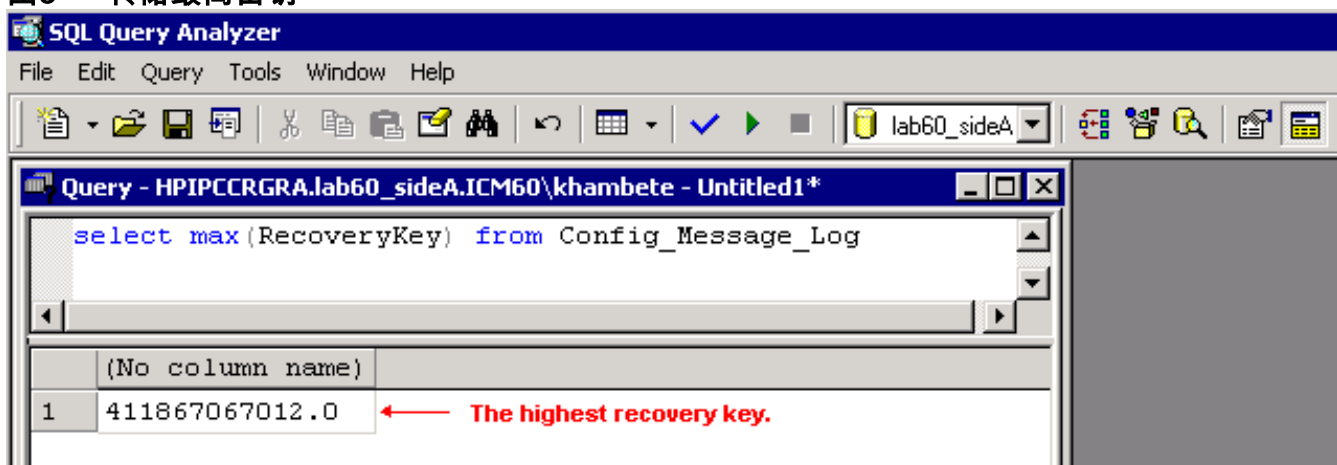 SQL Query Analyzer
File Edit Query Tools Window Help
lab60_sideA
Query - HPIPCCRGRA.lab60_sideA.ICM60\khambete - Untitled1*
select max(RecoveryKey) from Config_Message_Log
(No column name)
1 411867067012.0 The highest recovery key.